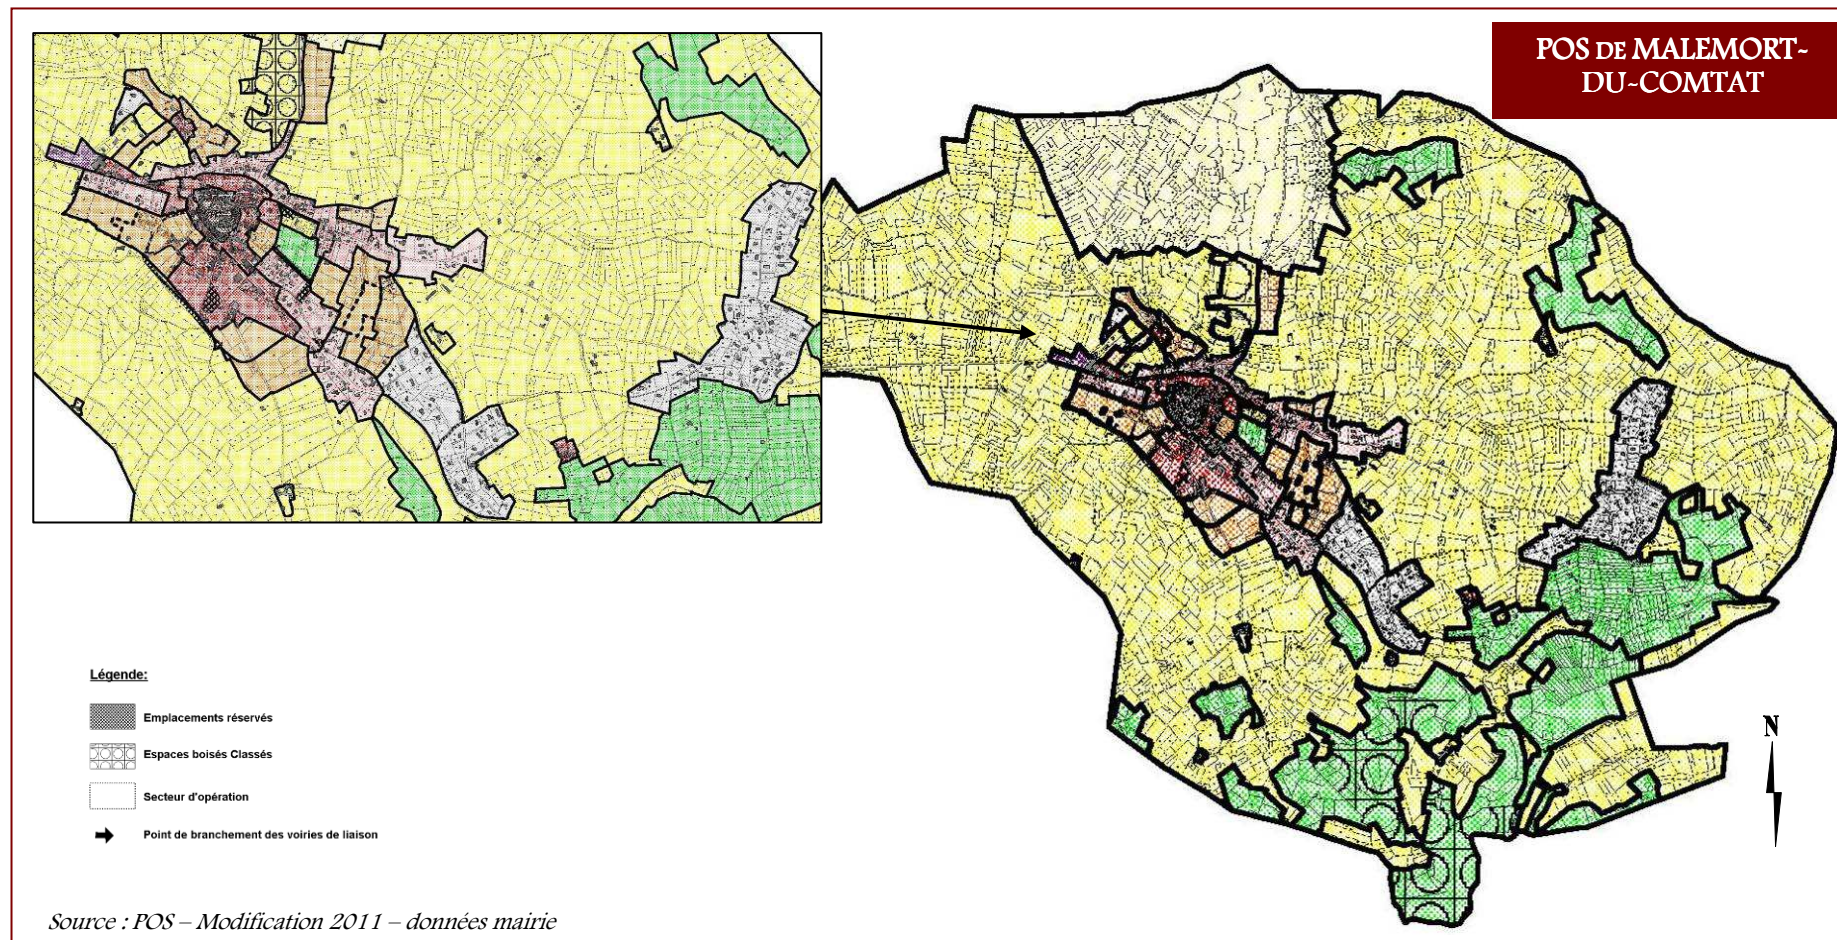 POS DE MALEMORT-
DU-COMTAT
Légende:
Emplacements réservés
Espaces boisés Classés
Secteur d'opération
Point de branchement des voiries de liaison
N
Source : POS – Modification 2011 – données mairie